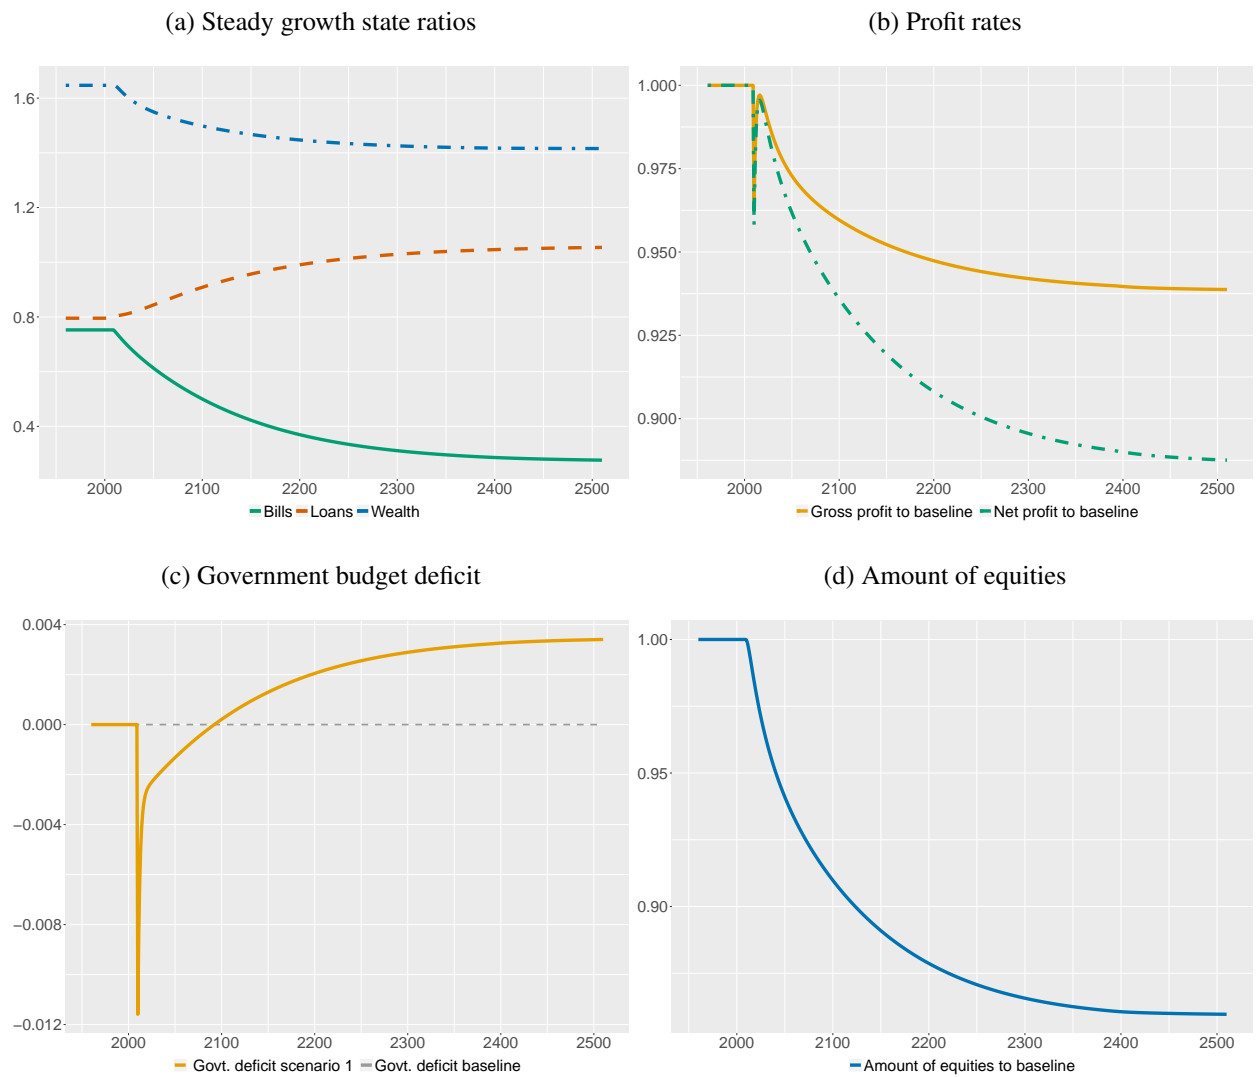 (a) Steady growth state ratios
1.6
1.2
0.8
0.4
2000 2100 2200 2300 2400 2500
Bills Loans Wealth
(b) Profit rates
1.000
0.975
0.950
0.925
0.900
2000 2100 2200 2300 2400 2500
Gross profit to baseline Net profit to baseline
(c) Government budget deficit
0.004
0.000
−0.004
−0.008
−0.012
2000 2100 2200 2300 2400 2500
Govt. deficit scenario 1 Govt. deficit baseline
(d) Amount of equities
1.00
0.95
0.90
2000 2100 2200 2300 2400 2500
Amount of equities to baseline